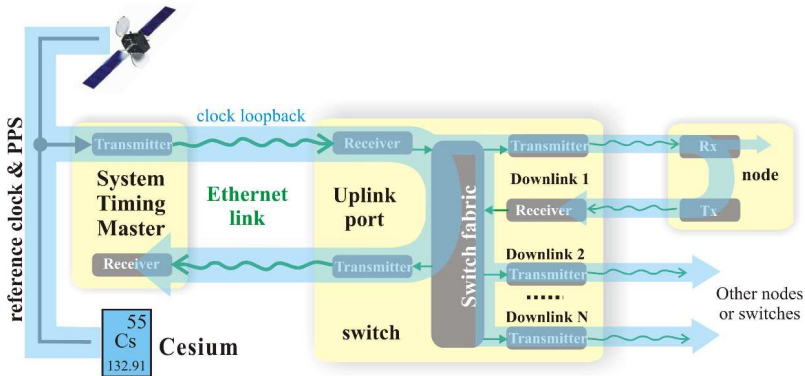 reference clock & PPS
clock loopback
Transmitter
System
Timing
Master
Receiver
Ethernet
link
Receiver
Uplink
port
Transmitter
switch
Switch fabric
Transmitter
Downlink 1
Receiver
Downlink 2
Transmitter
Downlink N
Transmitter
Rx
node
Tx
Other nodes
or switches
55
Cs
132.91
Cesium